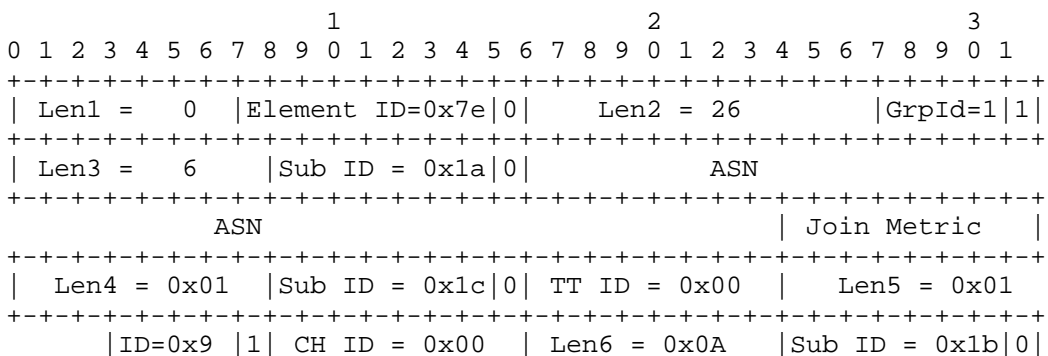 1                   2                   3
 0 1 2 3 4 5 6 7 8 9 0 1 2 3 4 5 6 7 8 9 0 1 2 3 4 5 6 7 8 9 0 1
+-+-+-+-+-+-+-+-+-+-+-+-+-+-+-+-+-+-+-+-+-+-+-+-+-+-+-+-+-+-+-+-+
| Len1 =   0  |Element ID=0x7e|0|    Len2 = 26        |GrpId=1|1|
+-+-+-+-+-+-+-+-+-+-+-+-+-+-+-+-+-+-+-+-+-+-+-+-+-+-+-+-+-+-+-+-+
| Len3 =   6    |Sub ID = 0x1a|0|           ASN
+-+-+-+-+-+-+-+-+-+-+-+-+-+-+-+-+-+-+-+-+-+-+-+-+-+-+-+-+-+-+-+-+
             ASN                                | Join Metric   |
+-+-+-+-+-+-+-+-+-+-+-+-+-+-+-+-+-+-+-+-+-+-+-+-+-+-+-+-+-+-+-+-+
|  Len4 = 0x01  |Sub ID = 0x1c|0| TT ID = 0x00  |   Len5 = 0x01
+-+-+-+-+-+-+-+-+-+-+-+-+-+-+-+-+-+-+-+-+-+-+-+-+-+-+-+-+-+-+-+-+
      |ID=0x9 |1| CH ID = 0x00  | Len6 = 0x0A   |Sub ID = 0x1b|0|